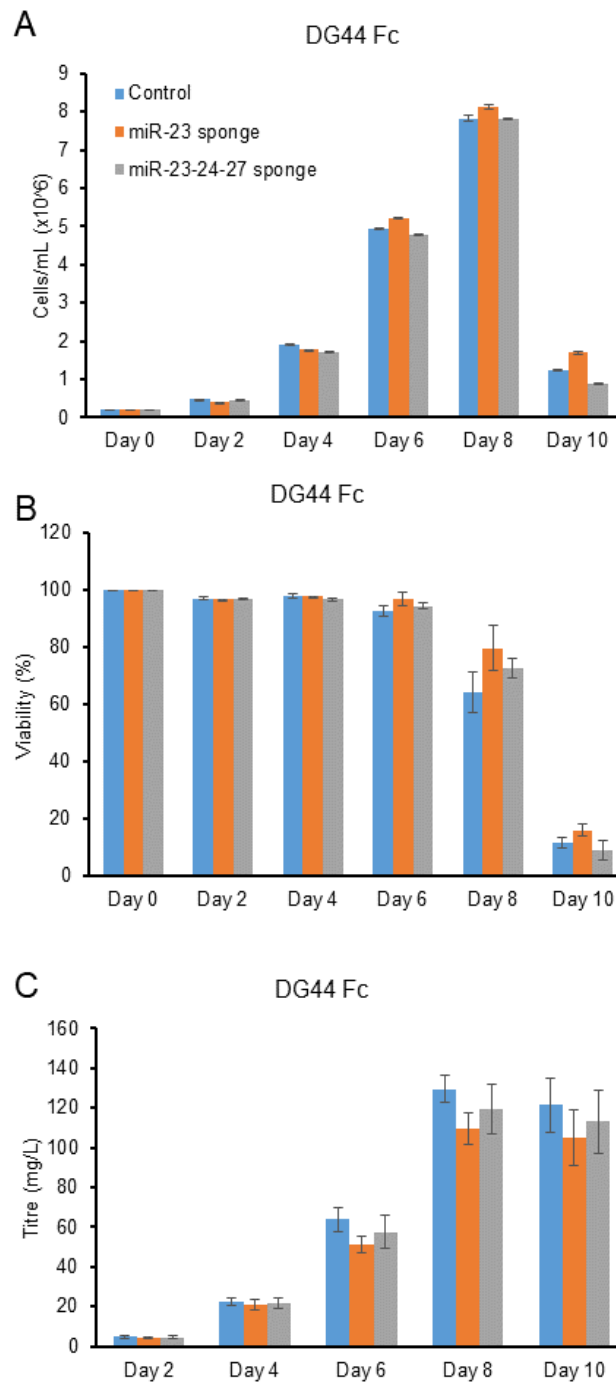 A
DG44 Fc
Control
miR-23 sponge
miR-23-24-27 sponge
Cells/mL (x10^6)
9
8
7
6
5
4
3
2
1
0
Day 0 Day 2 Day 4 Day 6 Day 8 Day 10
B
DG44 Fc
Viability (%)
120
100
80
60
40
20
0
Day 0 Day 2 Day 4 Day 6 Day 8 Day 10
C
DG44 Fc
Titre (mg/L)
160
140
120
100
80
60
40
20
0
Day 2 Day 4 Day 6 Day 8 Day 10